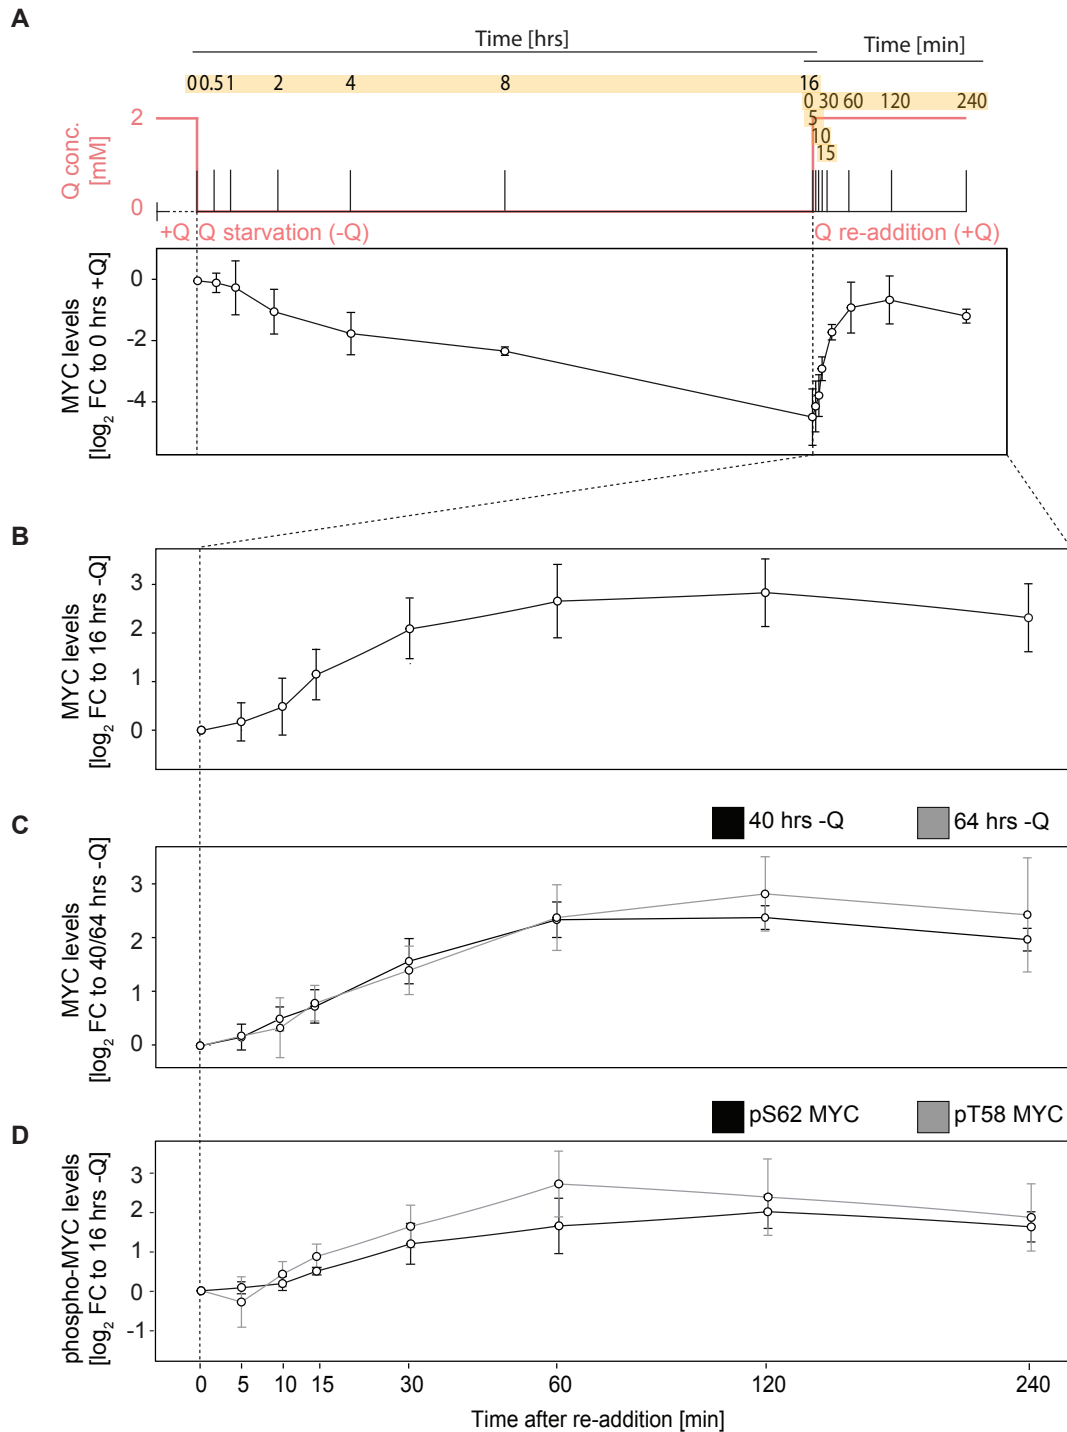 A
Time [hrs]
Time [min]
0 0.5 1 2 4 8 16
0 30 60 120 240
5
10
15
2
0
Q conc.
[mM]
+Q Q starvation (-Q)
Q re-addition (+Q)
MYC levels
[log2 FC to 0 hrs +Q]
0
-2
-4
B
MYC levels
[log2 FC to 16 hrs -Q]
3
2
1
0
C
40 hrs -Q
64 hrs -Q
MYC levels
[log2 FC to 40/64 hrs -Q]
3
2
1
0
pS62 MYC
pT58 MYC
D
phospho-MYC levels
[log2 FC to 16 hrs -Q]
3
2
1
0
-1
0 5 10 15 30 60 120 240
Time after re-addition [min]